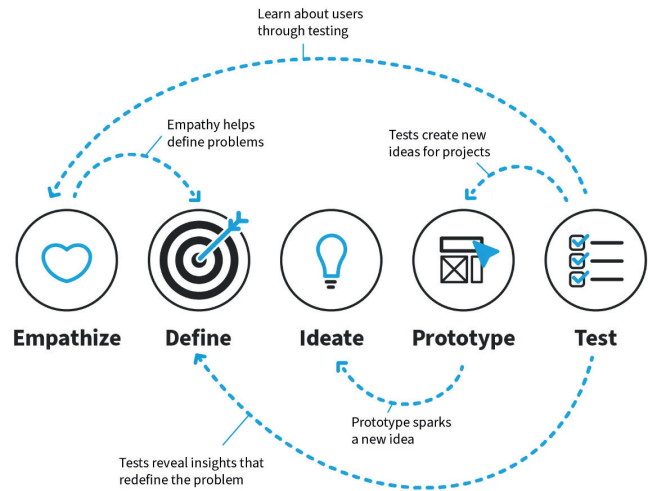 Learn about users
through testing
Empathy helps
define problems
Tests create new
ideas for projects
Empathize
Define
Ideate
Prototype
Test
Prototype sparks
a new idea
Tests reveal insights that
redefine the problem